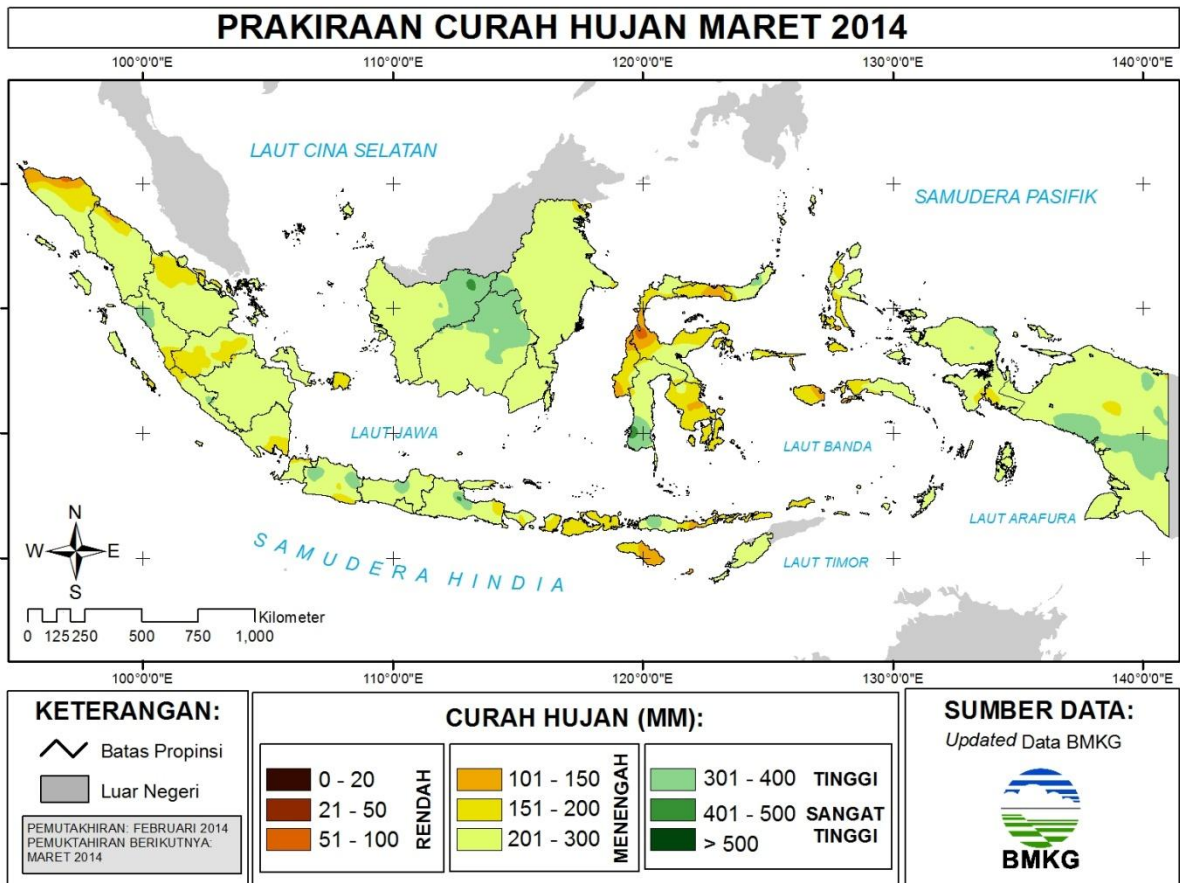 PRAKIRAAN CURAH HUJAN MARET 2014
100°0'0"E 110°0'0"E 120°0'0"E 130°0'0"E 140°0'0"E
LAUT CINA SELATAN
SAMUDERA PASIFIK
LAUT JAWA
LAUT BANDA
LAUT ARAFURA
LAUT TIMOR
SAMUDERA HINDIA
N
W E
S
Kilometer
0 125 250 500 750 1,000
100°0'0"E 110°0'0"E 120°0'0"E 130°0'0"E 140°0'0"E
KETERANGAN:
Batas Propinsi
Luar Negeri
PEMUTAKHIRAN: FEBRUARI 2014
PEMUKTAHIRAN BERIKUTNYA:
MARET 2014
CURAH HUJAN (MM):
0 - 20
21 - 50
51 - 100
RENDAH
101 - 150
151 - 200
201 - 300
MENENGAH
301 - 400 TINGGI
401 - 500 SANGAT
> 500 TINGGI
SUMBER DATA:
Updated Data BMKG
BMKG